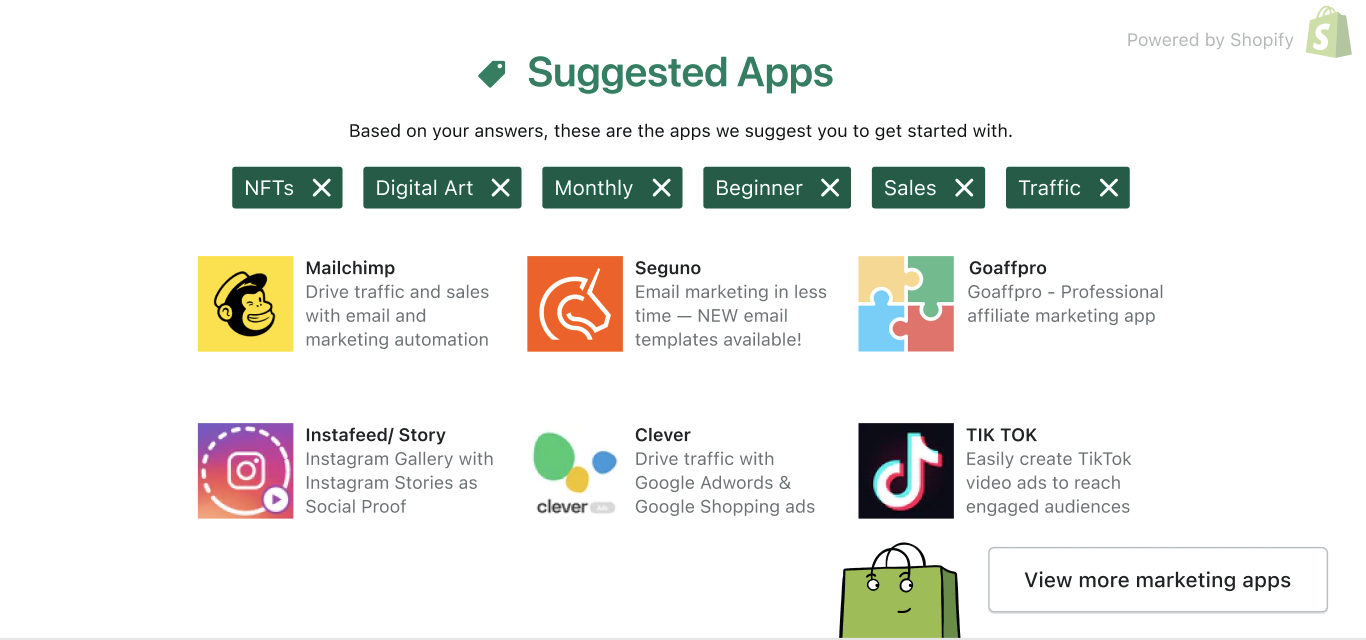 Powered by Shopify
Suggested Apps
Based on your answers, these are the apps we suggest you to get started with.
NFTs
Digital Art
Monthly
Beginner
Sales
Traffic
Mailchimp
Drive traffic and sales
with email and
marketing automation
Seguno
Email marketing in less
time — NEW email
templates available!
Goaffpro
Goaffpro - Professional
affiliate marketing app
Instafeed/ Story
Instagram Gallery with
Instagram Stories as
Social Proof
clever Ads
Clever
Drive traffic with
Google Adwords &
Google Shopping ads
TIK TOK
Easily create TikTok
video ads to reach
engaged audiences
View more marketing apps